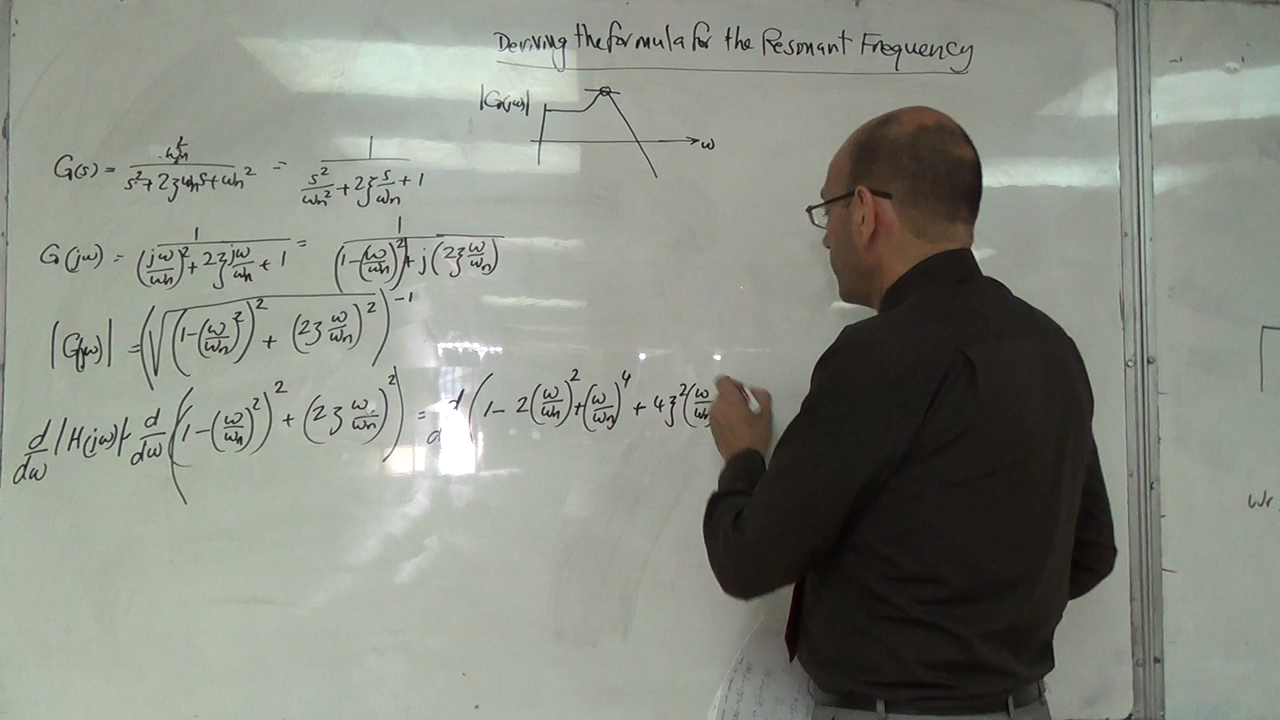 Deriving the formula for the Resonant Frequency
|G(jω)|
ω
G(s) = ωn² / (s² + 2ζωns + ωn²) = 1 / (s²/ωn² + 2ζ s/ωn + 1)
G(jω) = 1 / ((jω/ωn)² + 2ζ jω/ωn + 1) = 1 / ((1-(ω/ωn)²) + j(2ζ ω/ωn))
|G(jω)| = (√((1-(ω/ωn)²)² + (2ζ ω/ωn)²))⁻¹
d/dω |H(jω)| = d/dω ((1-(ω/ωn)²)² + (2ζ ω/ωn)²) = d/d (1 - 2(ω/ωn)² + (ω/ωn)⁴ + 4ζ²(ω/ωn
Wr